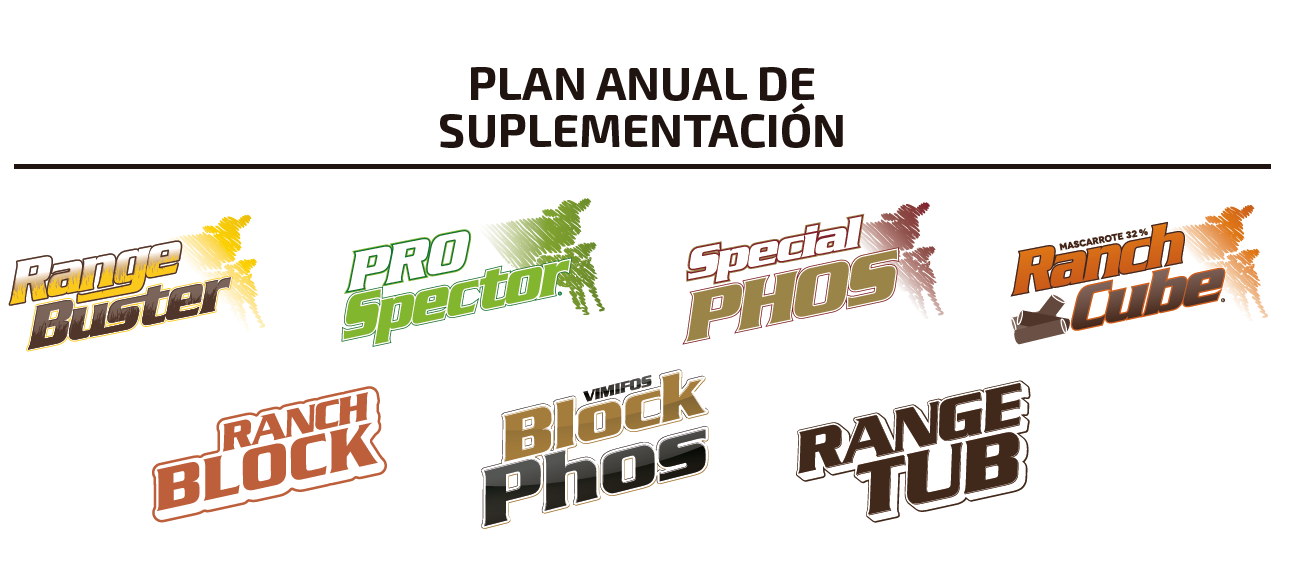 PLAN ANUAL DE
SUPLEMENTACIÓN
Range
Buster
PRO
Spector
Special
PHOS
MASCARROTE 32%
Ranch
Cube
RANCH
BLOCK
VIMIFOS
Block
Phos
RANGE
TUB